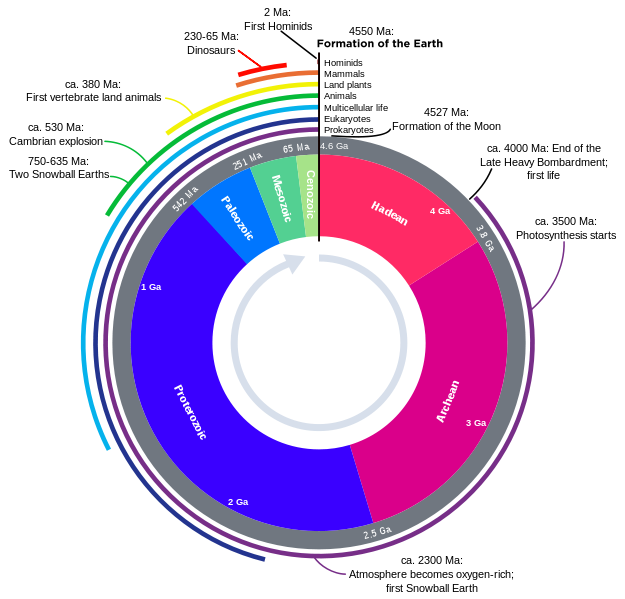 2 Ma:
First Hominids
4550 Ma:
Formation of the Earth
230-65 Ma:
Dinosaurs
Hominids
Mammals
Land plants
Animals
Multicellular life
Eukaryotes
Prokaryotes
ca. 380 Ma:
First vertebrate land animals
ca. 530 Ma:
Cambrian explosion
750-635 Ma:
Two Snowball Earths
4527 Ma:
Formation of the Moon
ca. 4000 Ma: End of the
Late Heavy Bombardment;
first life
ca. 3500 Ma:
Photosynthesis starts
4.6 Ga
65 Ma
251 Ma
542 Ma
Cenozoic
Mesozoic
Paleozoic
Hadean
4 Ga
3.8 Ga
1 Ga
Proterozoic
Archean
3 Ga
2 Ga
2.5 Ga
ca. 2300 Ma:
Atmosphere becomes oxygen-rich;
first Snowball Earth